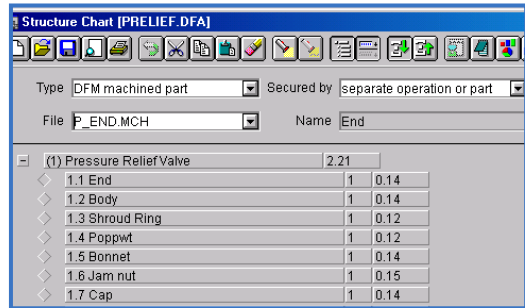 Structure Chart [PRELIEF.DFA]
Type DFM machined part Secured by separate operation or part
File P_END.MCH Name End
(1) Pressure Relief Valve 2.21
1.1 End 1 0.14
1.2 Body 1 0.14
1.3 Shroud Ring 1 0.12
1.4 Poppwt 1 0.12
1.5 Bonnet 1 0.14
1.6 Jam nut 1 0.15
1.7 Cap 1 0.14